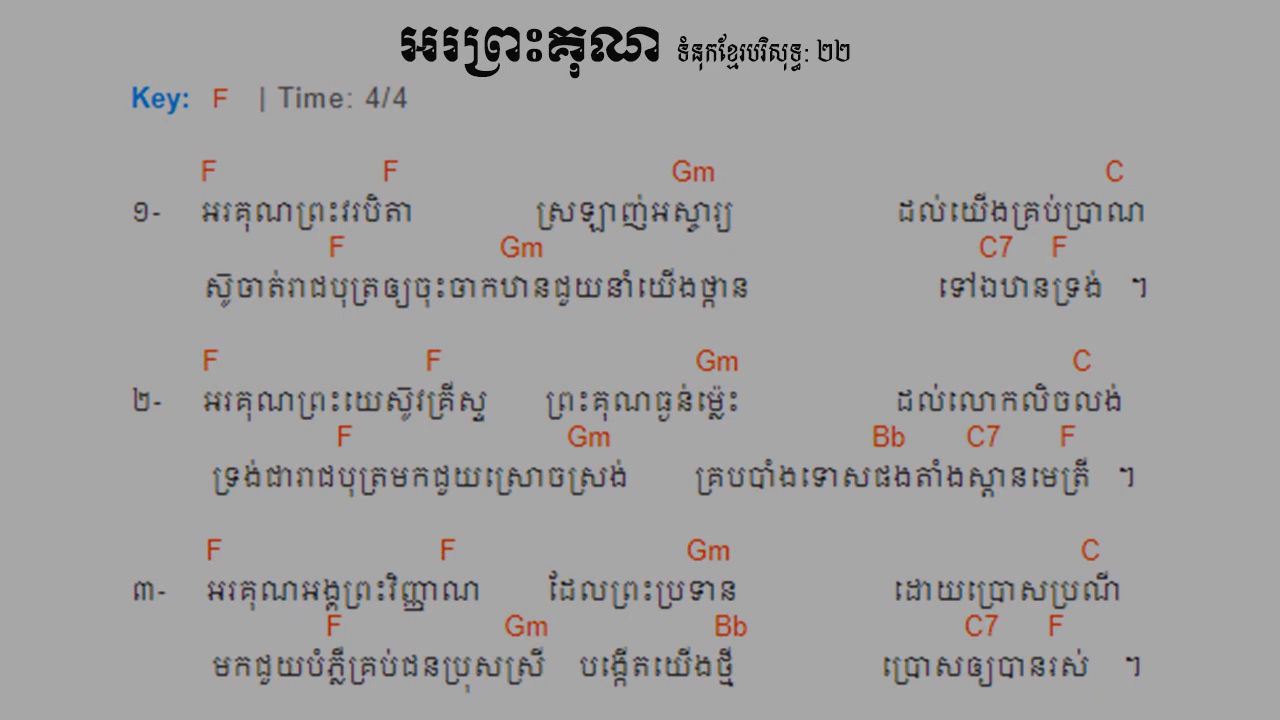 អរព្រះគុណ ទំនុកខ្មែរបរិសុទ្ធ: ២២
Key: F | Time: 4/4
F F Gm C
១- អរគុណព្រះវរបិតា ស្រឡាញ់អស្ចារ្យ ដល់យើងគ្រប់ប្រាណ
F Gm C7 F
ស៊ូចាត់រាជបុត្រឲ្យចុះចាកឋានជួយនាំយើងថ្កាន ទៅឯឋានទ្រង់ ។
F F Gm C
២- អរគុណព្រះយេស៊ូវគ្រីស្ទ ព្រះគុណធ្ងន់ម្ល៉េះ ដល់លោកលិចលង់
F Gm Bb C7 F
ទ្រង់ជារាជបុត្រមកជួយស្រោចស្រង់ គ្របបាំងទោសផងតាំងស្ពានមេត្រី ។
F F Gm C
៣- អរគុណអង្គព្រះវិញ្ញាណ ដែលព្រះប្រទាន ដោយប្រោសប្រណី
F Gm Bb C7 F
មកជួយបំភ្លឺគ្រប់ជនប្រុសស្រី បង្កើតយើងថ្មី ប្រោសឲ្យបានរស់ ។